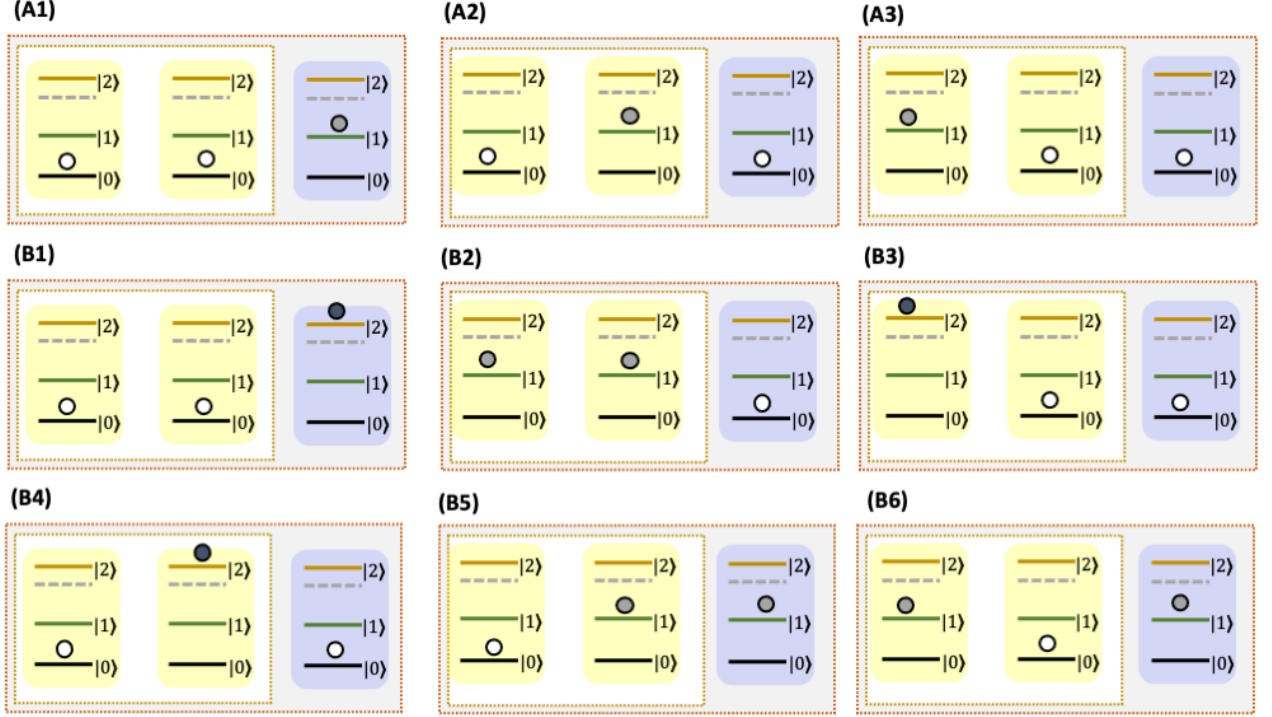 (A1) (A2) (A3)
|2⟩ |2⟩ |2⟩ |2⟩ |2⟩ |2⟩ |2⟩ |2⟩ |2⟩
|1⟩ |1⟩ |1⟩ |1⟩ |1⟩ |1⟩ |1⟩ |1⟩ |1⟩
|0⟩ |0⟩ |0⟩ |0⟩ |0⟩ |0⟩ |0⟩ |0⟩ |0⟩
(B1) (B2) (B3)
|2⟩ |2⟩ |2⟩ |2⟩ |2⟩ |2⟩ |2⟩ |2⟩ |2⟩
|1⟩ |1⟩ |1⟩ |1⟩ |1⟩ |1⟩ |1⟩ |1⟩ |1⟩
|0⟩ |0⟩ |0⟩ |0⟩ |0⟩ |0⟩ |0⟩ |0⟩ |0⟩
(B4) (B5) (B6)
|2⟩ |2⟩ |2⟩ |2⟩ |2⟩ |2⟩ |2⟩ |2⟩ |2⟩
|1⟩ |1⟩ |1⟩ |1⟩ |1⟩ |1⟩ |1⟩ |1⟩ |1⟩
|0⟩ |0⟩ |0⟩ |0⟩ |0⟩ |0⟩ |0⟩ |0⟩ |0⟩